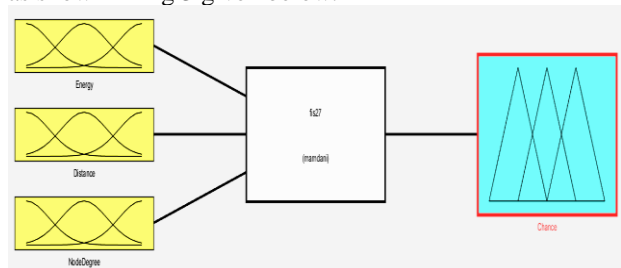 Energy
fis27
Distance
(mamdani)
Chance
NodeDegree